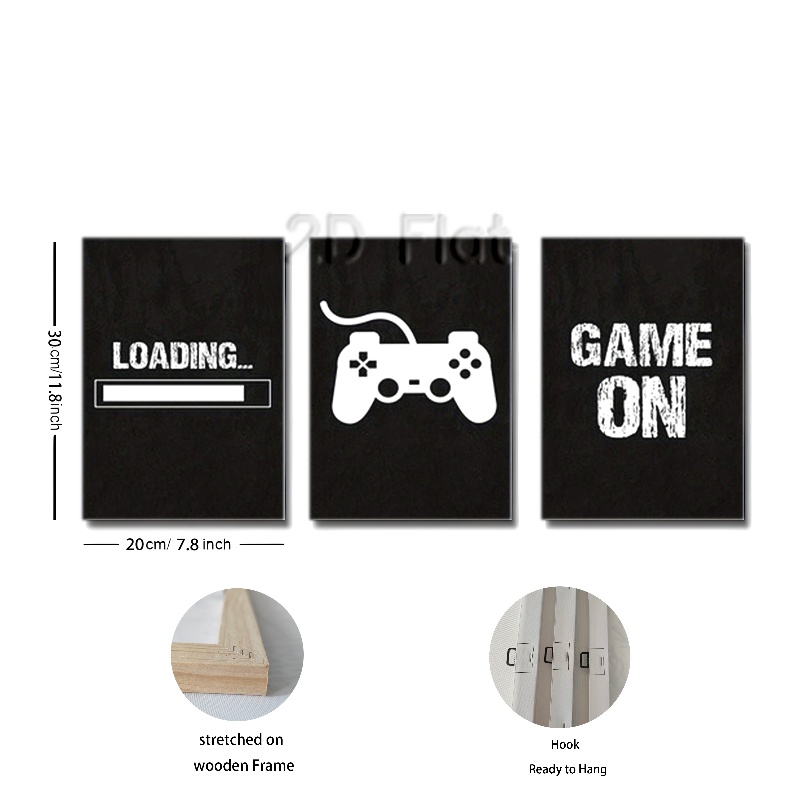 2D Flat
LOADING...
GAME
ON
30cm/11.8inch
20cm/ 7.8 inch
stretched on
wooden Frame
Hook
Ready to Hang